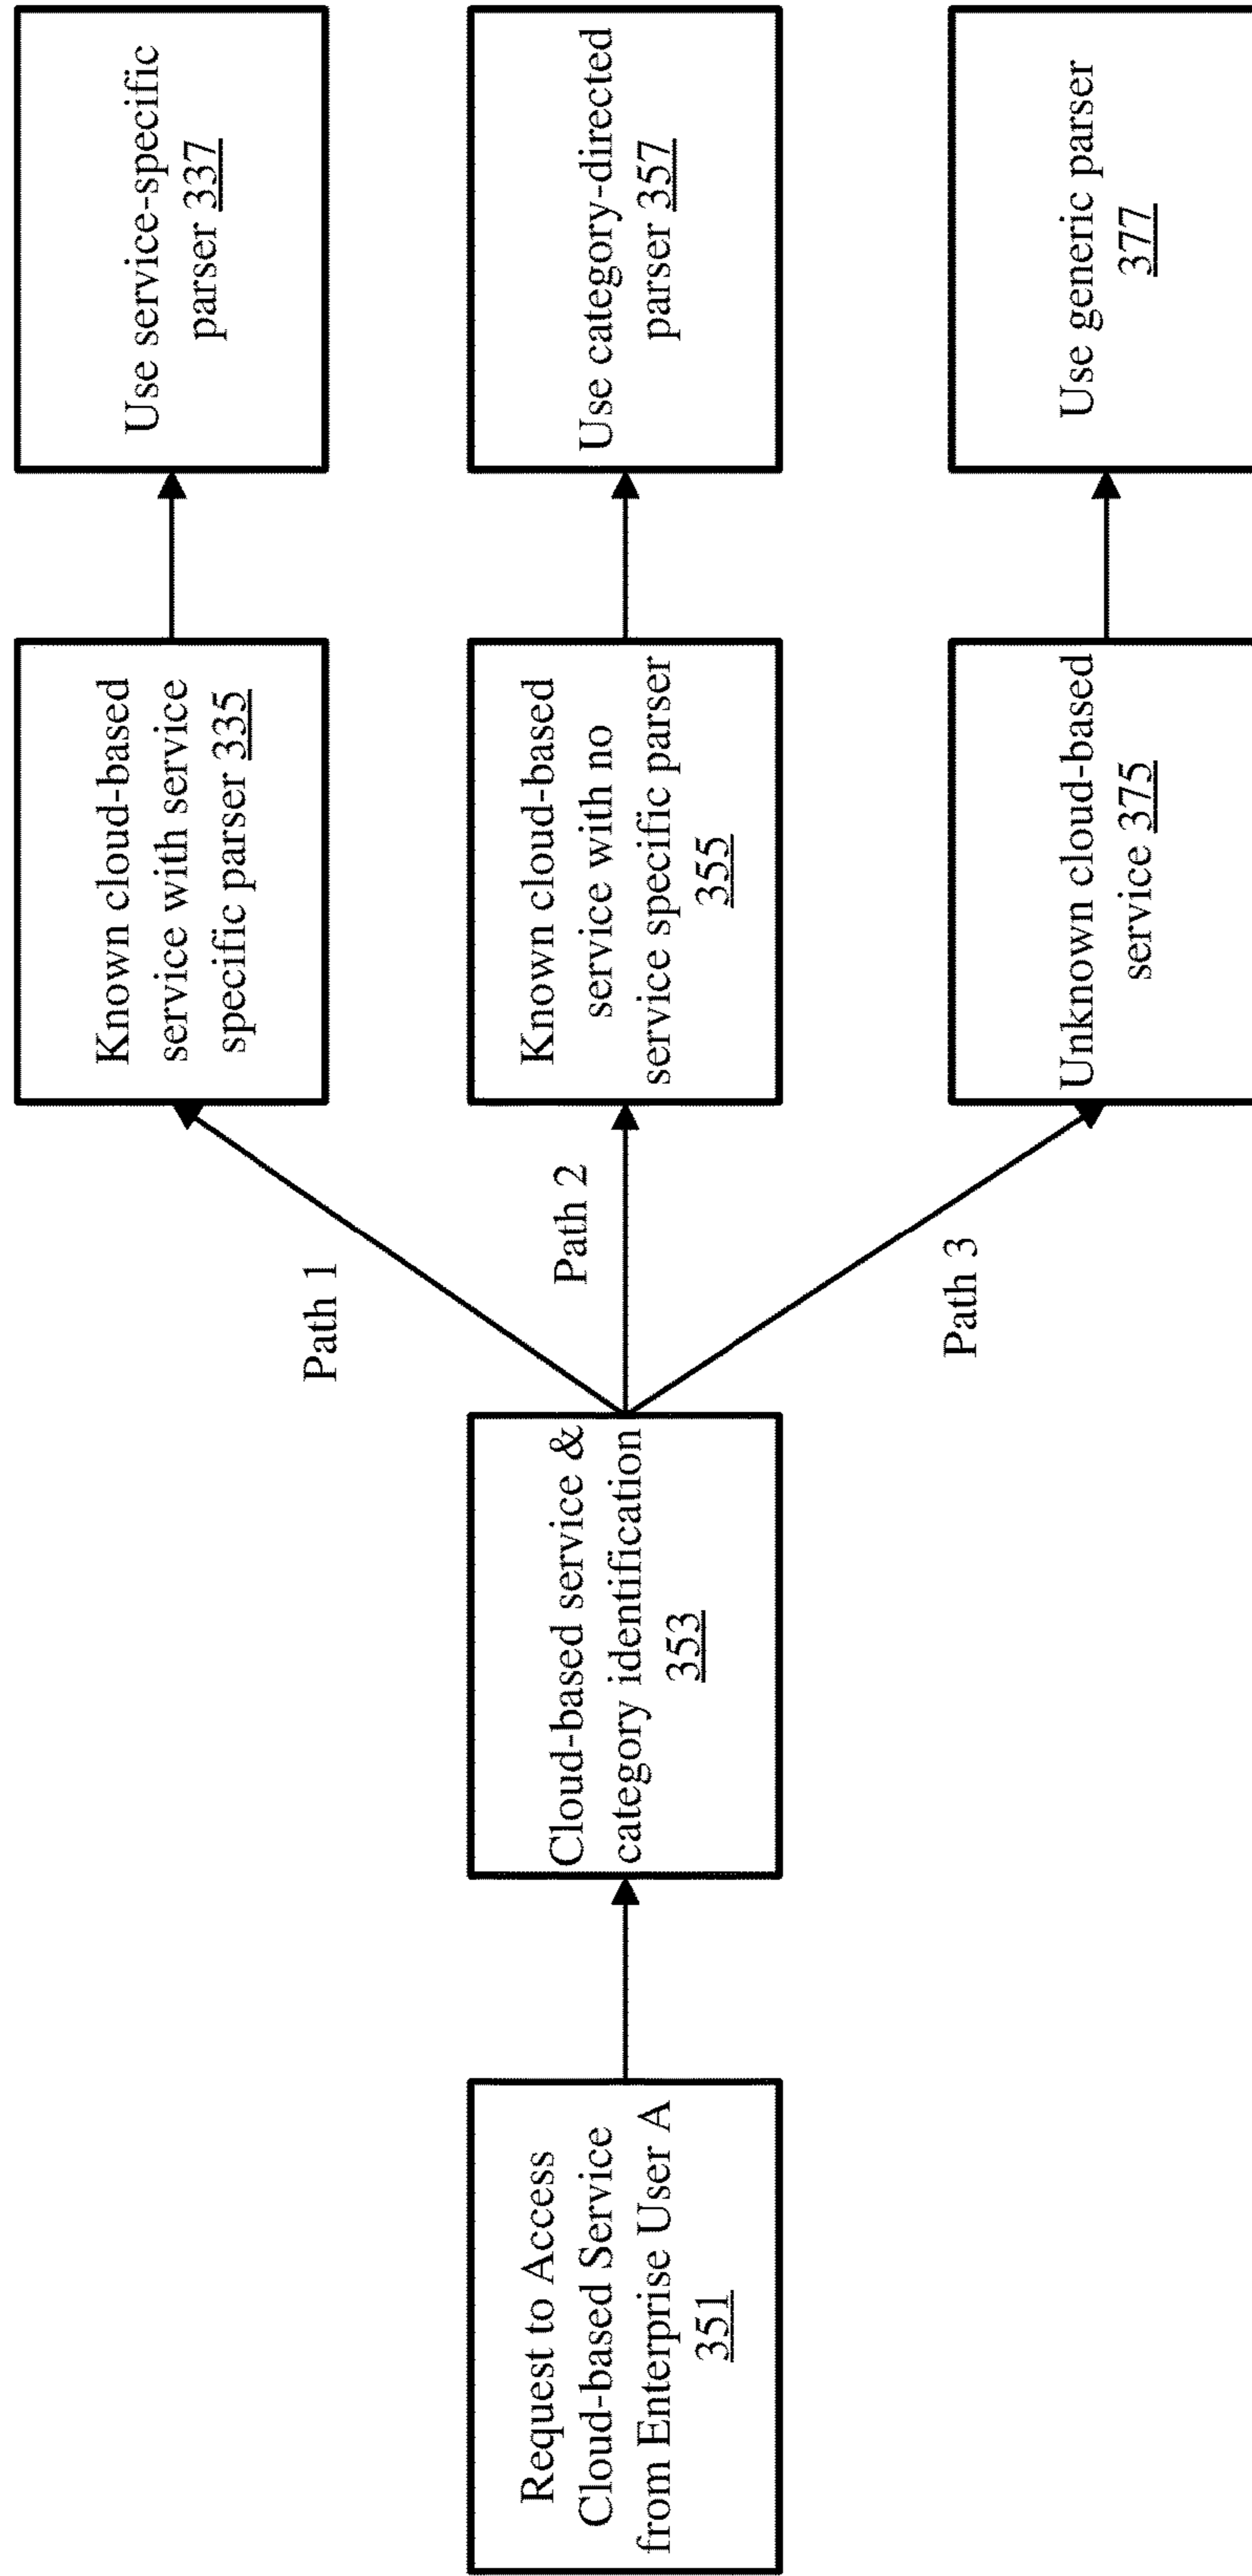 Request to Access
Cloud-based Service
from Enterprise User A
351
Cloud-based service &
category identification
353
Path 1
Path 2
Path 3
Known cloud-based
service with service
specific parser 335
Use service-specific
parser 337
Known cloud-based
service with no
service specific parser
355
Use category-directed
parser 357
Unknown cloud-based
service 375
Use generic parser
377